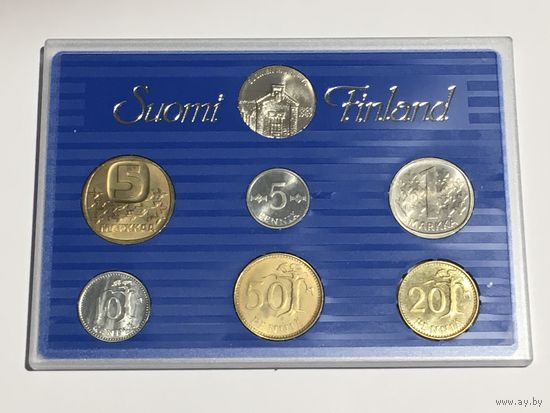 Suomi Finland
5
MARKKAA
5
PENNIÄ
1
MARKKA
10
50
PENNIÄ
20
PENNIÄ
www.ay.by